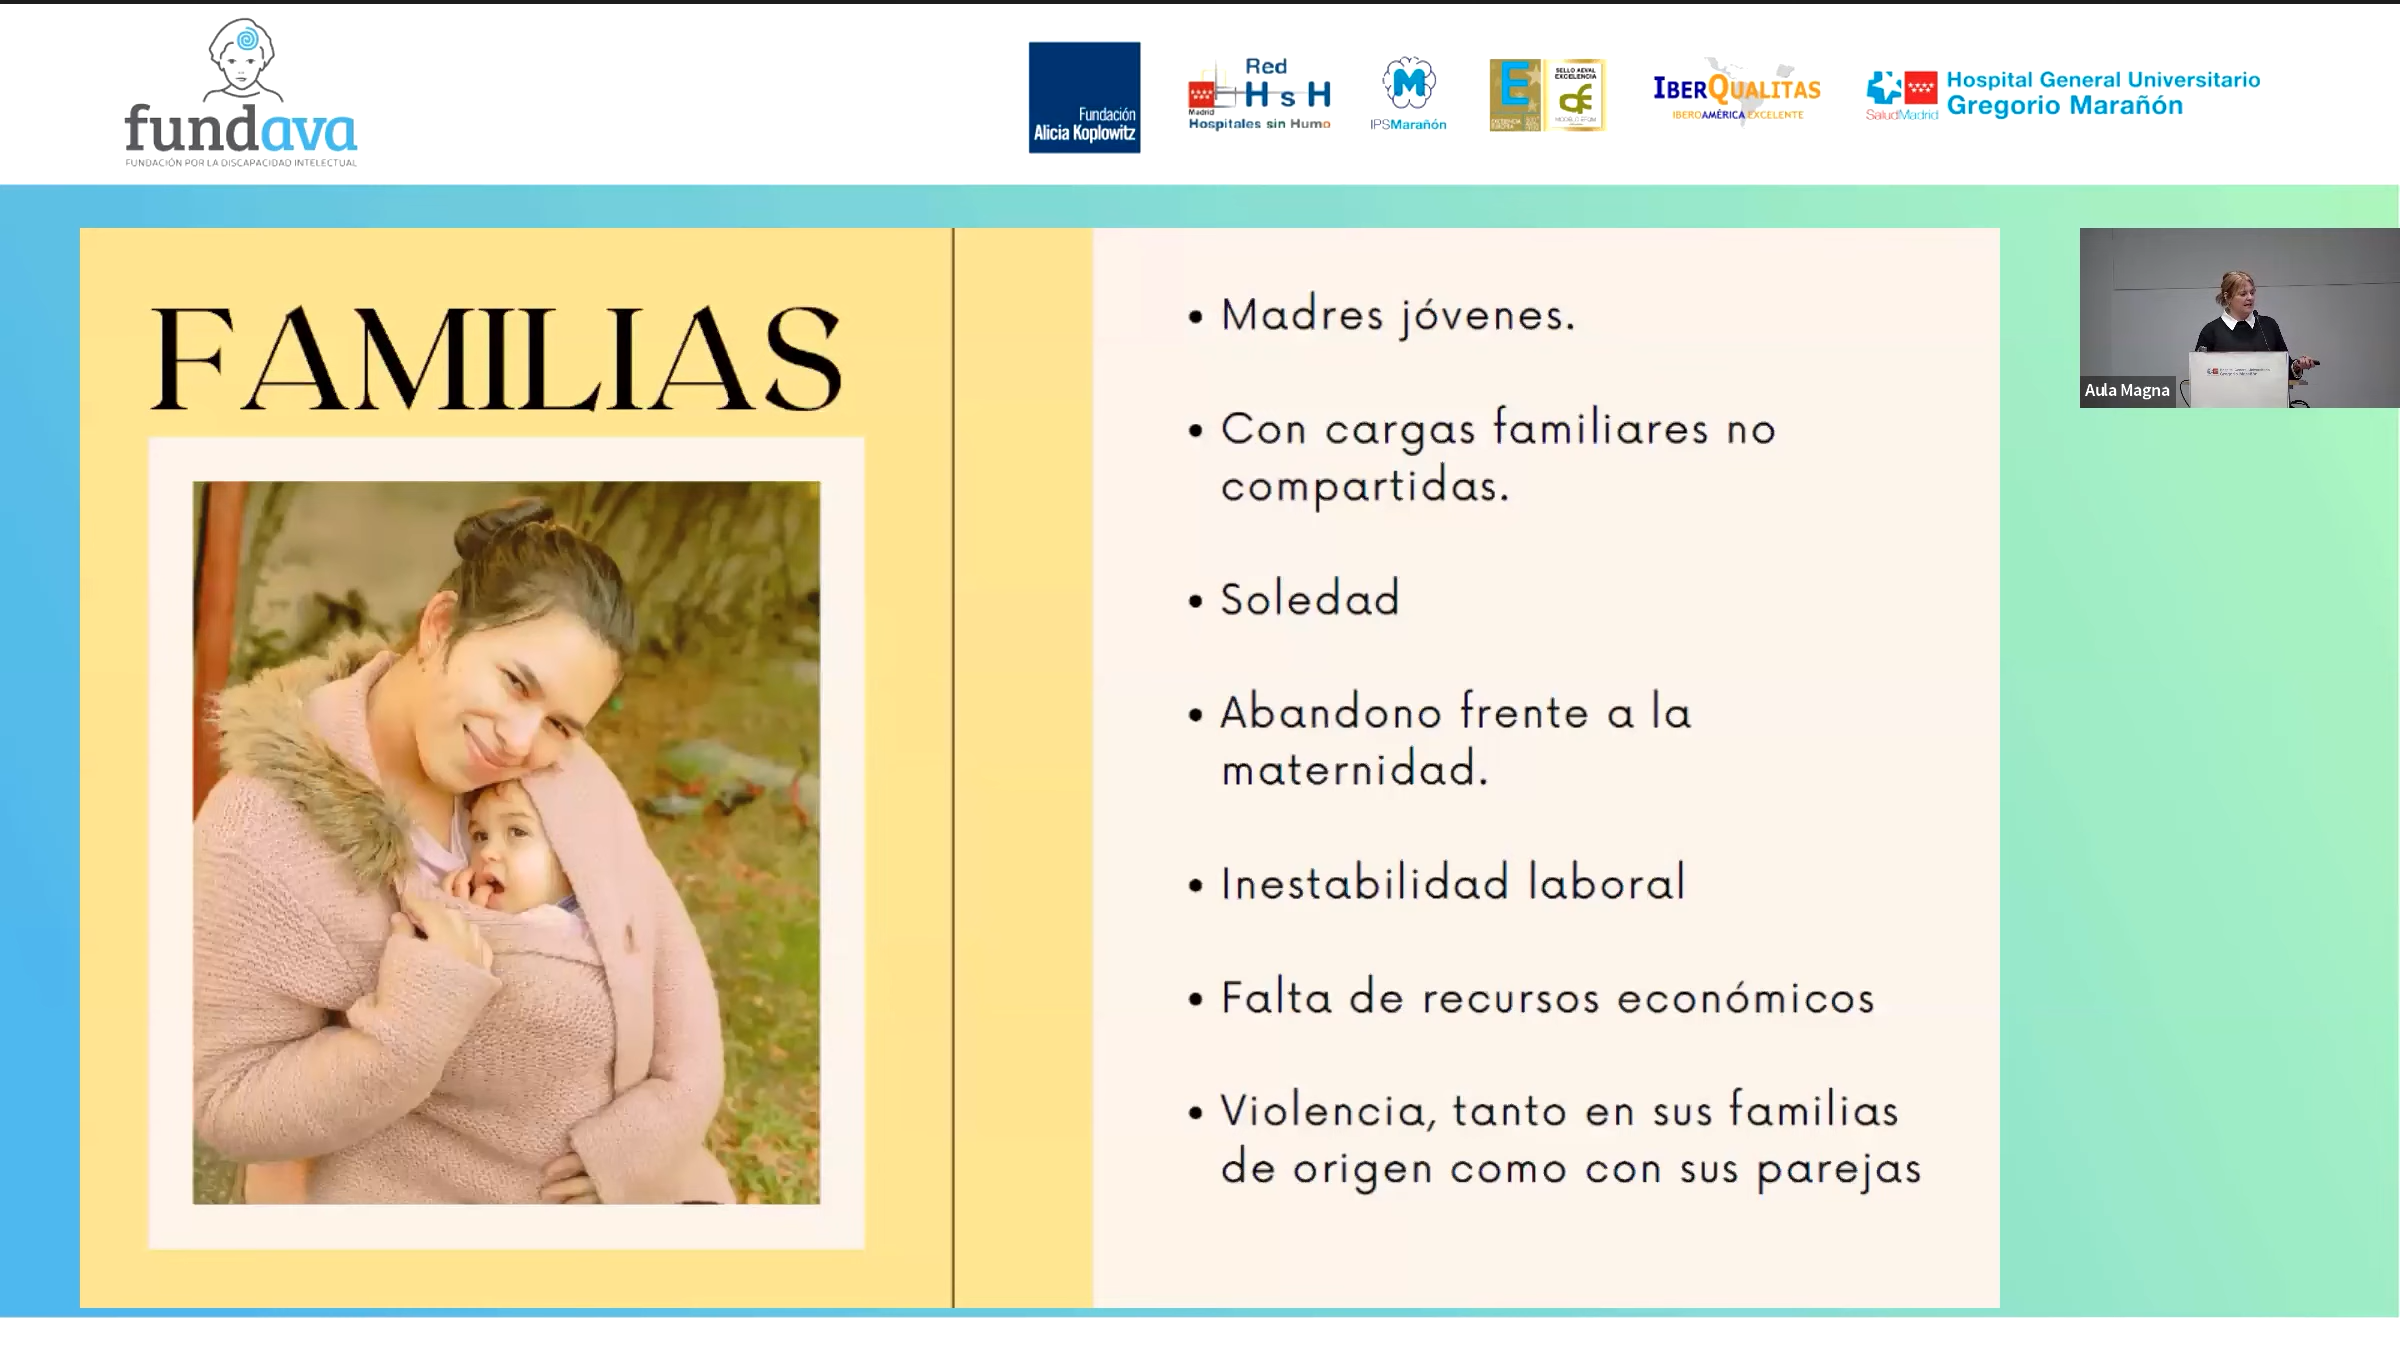 fundava
FUNDACIÓN POR LA DISCAPACIDAD INTELECTUAL
Fundación
Alicia Koplowitz
Red
H s H
Madrid
Hospitales sin Humo
M
IPSMarañón
E
SELLO AEVAL
EXCELENCIA
IBERQUALITAS
IBEROAMÉRICA EXCELENTE
SaludMadrid
Hospital General Universitario
Gregorio Marañón
FAMILIAS
• Madres jóvenes.
• Con cargas familiares no
compartidas.
• Soledad
• Abandono frente a la
maternidad.
• Inestabilidad laboral
• Falta de recursos económicos
• Violencia, tanto en sus familias
de origen como con sus parejas
Aula Magna